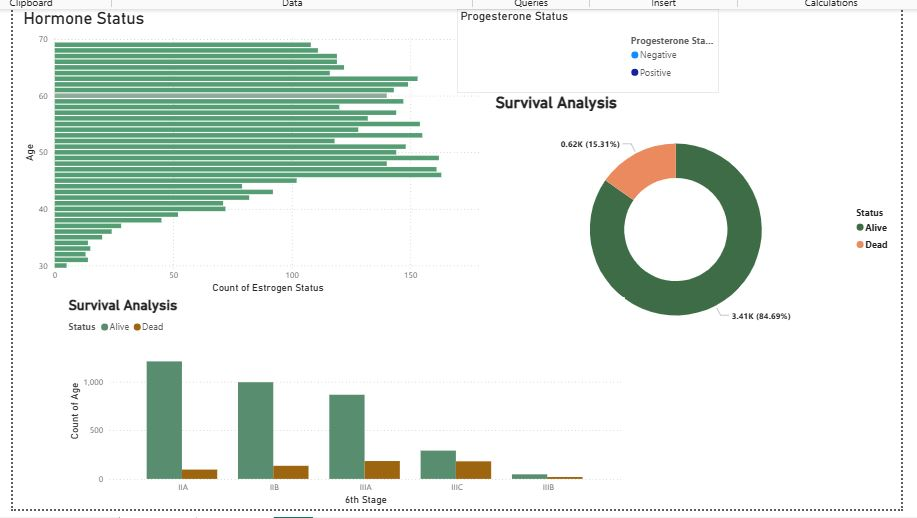 Clipboard
Data
Queries
Insert
Calculations
Hormone Status
70
60
50
40
30
Age
0
50
100
150
Count of Estrogen Status
Progesterone Status
Progesterone Sta...
Negative
Positive
Survival Analysis
0.62K (15.31%)
3.41K (84.69%)
Status
Alive
Dead
Survival Analysis
Status Alive Dead
1,000
500
0
Count of Age
IIA
IIB
IIIA
IIIC
IIIB
6th Stage